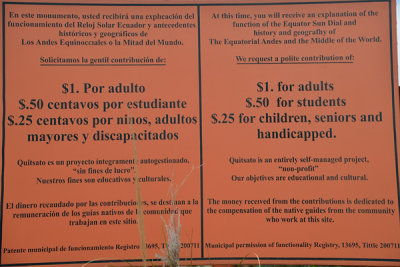 En este monumento, usted recibirá una explicación del
funcionamiento del Reloj Solar Ecuador y antecedentes
históricos y geográficos de
Los Andes Equinocciales o la Mitad del Mundo.
Solicitamos la gentil contribución de:
$1. Por adulto
$.50 centavos por estudiante
$.25 centavos por ninos, adultos
mayores y discapacitados
Quitsato es un proyecto integramente autogestionado,
"sin fines de lucro".
Nuestros fines son educativos y culturales.
El dinero recaudado por las contribuciones, se destinan a la
remuneración de los guías nativos de la comunidad que
trabajan en este sitio.
Patente municipal de funcionamiento Registro 13695, Titulo 200711
At this time, you will receive an explanation of the
function of the Equator Sun Dial and
history and geografhy of
The Equatorial Andes and the Middle of the World.
We request a polite contribution of:
$1. for adults
$.50 for students
$.25 for children, seniors and
handicapped.
Quitsato is an entirely self-managed project,
"non-profit"
Our objectives are educational and cultural.
The money received from the contributions is dedicated to
the compensation of the native guides from the community
who work at this site.
Municipal permission of functionality Registry, 13695, Tittle 200711